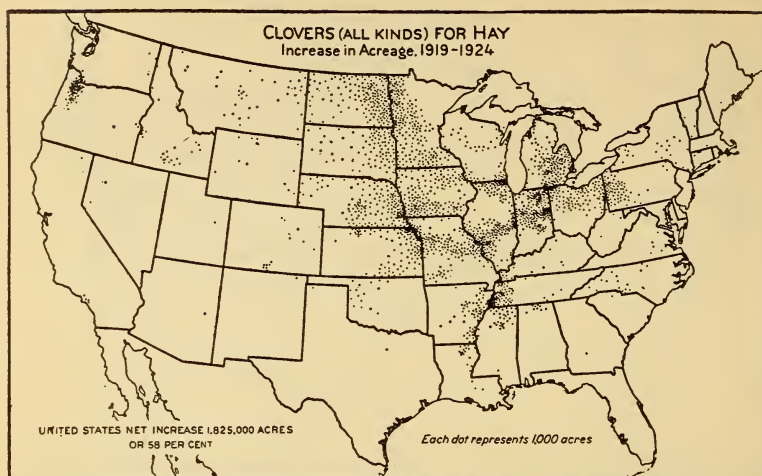 CLOVERS (ALL KINDS) FOR HAY
Increase in Acreage, 1919-1924
UNITED STATES NET INCREASE 1,825,000 ACRES
OR 58 PER CENT
Each dot represents 1,000 acres